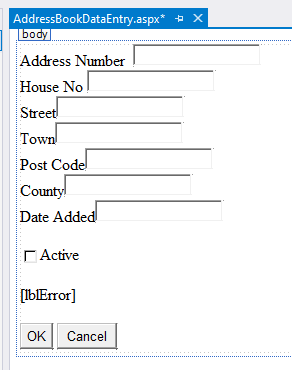 AddressBookDataEntry.aspx*
body
Address Number
House No
Street
Town
Post Code
County
Date Added
Active
[lblError]
OK Cancel